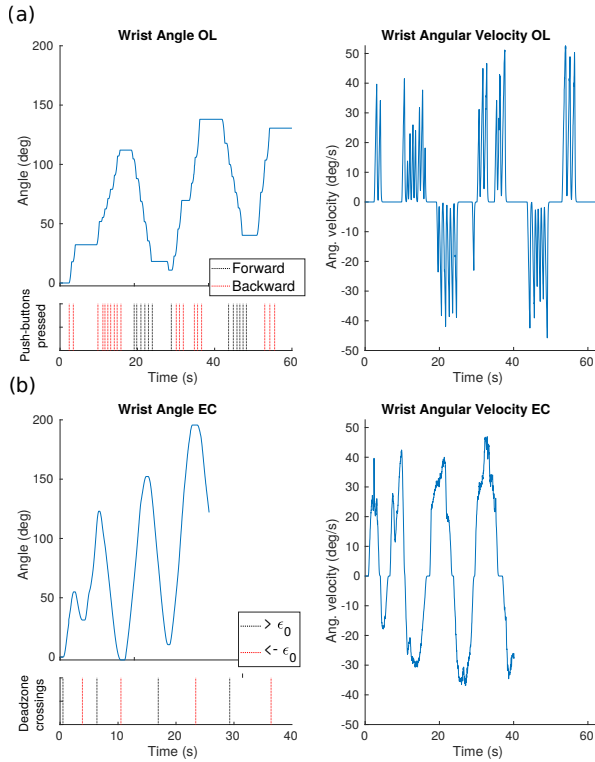 (a)
Wrist Angle OL
Wrist Angular Velocity OL
200
150
100
50
0
Angle (deg)
Forward
Backward
Push-buttons
pressed
0
20
40
60
Time (s)
50
40
30
20
10
0
-10
-20
-30
-40
-50
Ang. velocity (deg/s)
0
20
40
60
Time (s)
(b)
Wrist Angle EC
Wrist Angular Velocity EC
200
150
100
50
0
Angle (deg)
> ϵ0
<- ϵ0
Deadzone
crossings
0
10
20
30
40
Time (s)
50
40
30
20
10
0
-10
-20
-30
-40
-50
Ang. velocity (deg/s)
0
20
40
60
Time (s)